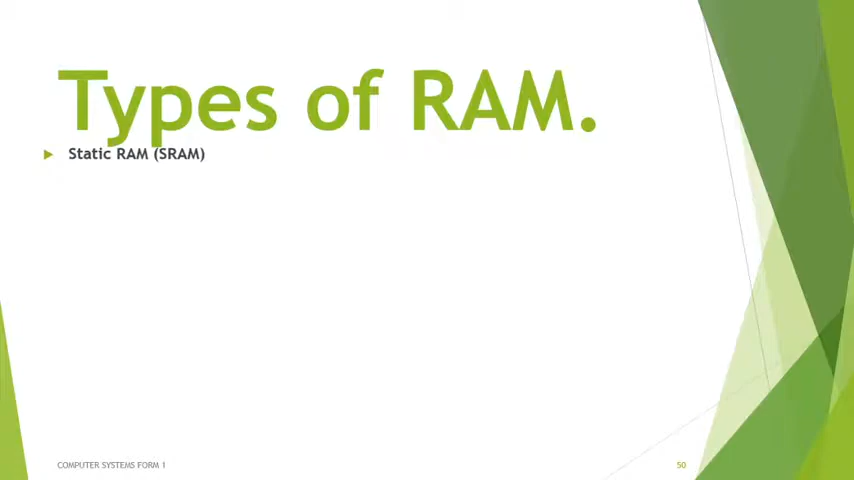 Types of RAM.
Static RAM (SRAM)
COMPUTER SYSTEMS FORM 1
50